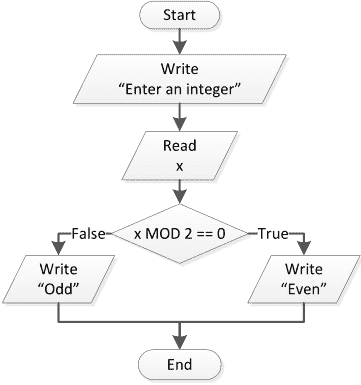 Start
Write
“Enter an integer”
Read
x
False
x MOD 2 == 0
True
Write
“Odd”
Write
“Even”
End